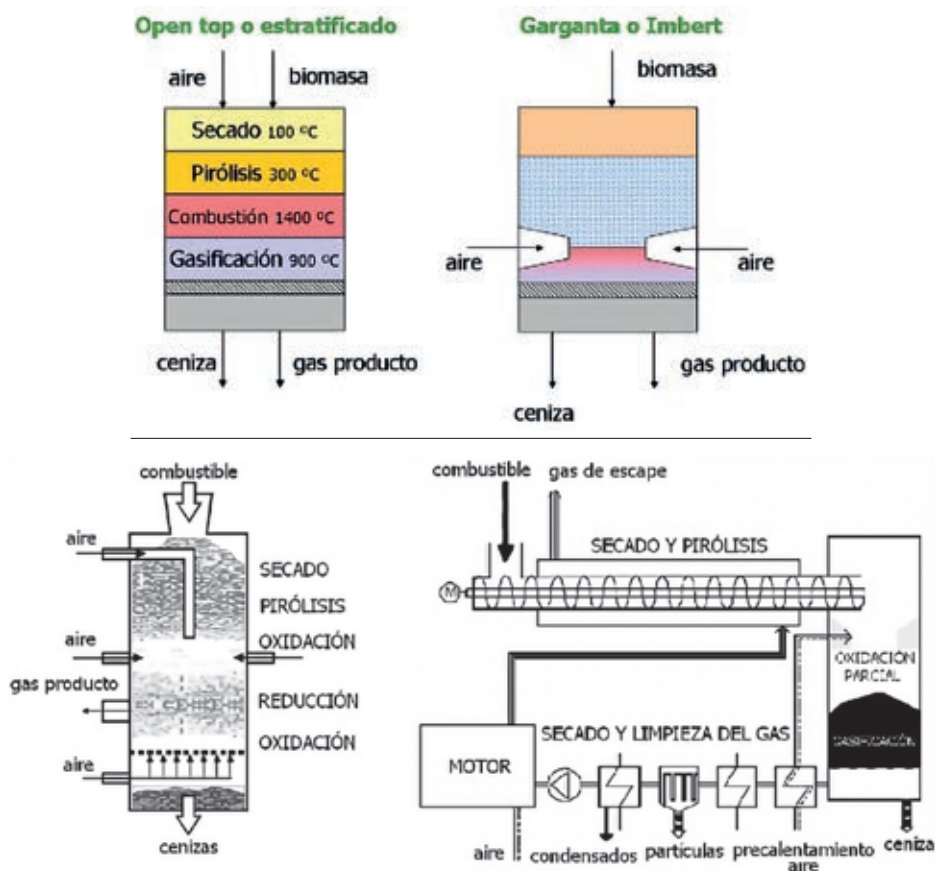 Open top o estratificado
aire
biomasa
Secado 100 ºC
Pirólisis 300 ºC
Combustión 1400 ºC
Gasificación 900 ºC
ceniza
gas producto
Garganta o Imbert
biomasa
aire
aire
gas producto
ceniza
combustible
aire
SECADO
PIRÓLISIS
aire
OXIDACIÓN
gas producto
REDUCCIÓN
OXIDACIÓN
aire
cenizas
combustible
gas de escape
SECADO Y PIRÓLISIS
M
OXIDACIÓN
PARCIAL
GASIFICACIÓN
SECADO Y LIMPIEZA DEL GAS
MOTOR
aire
condensados
partículas
precalentamiento
aire
ceniza